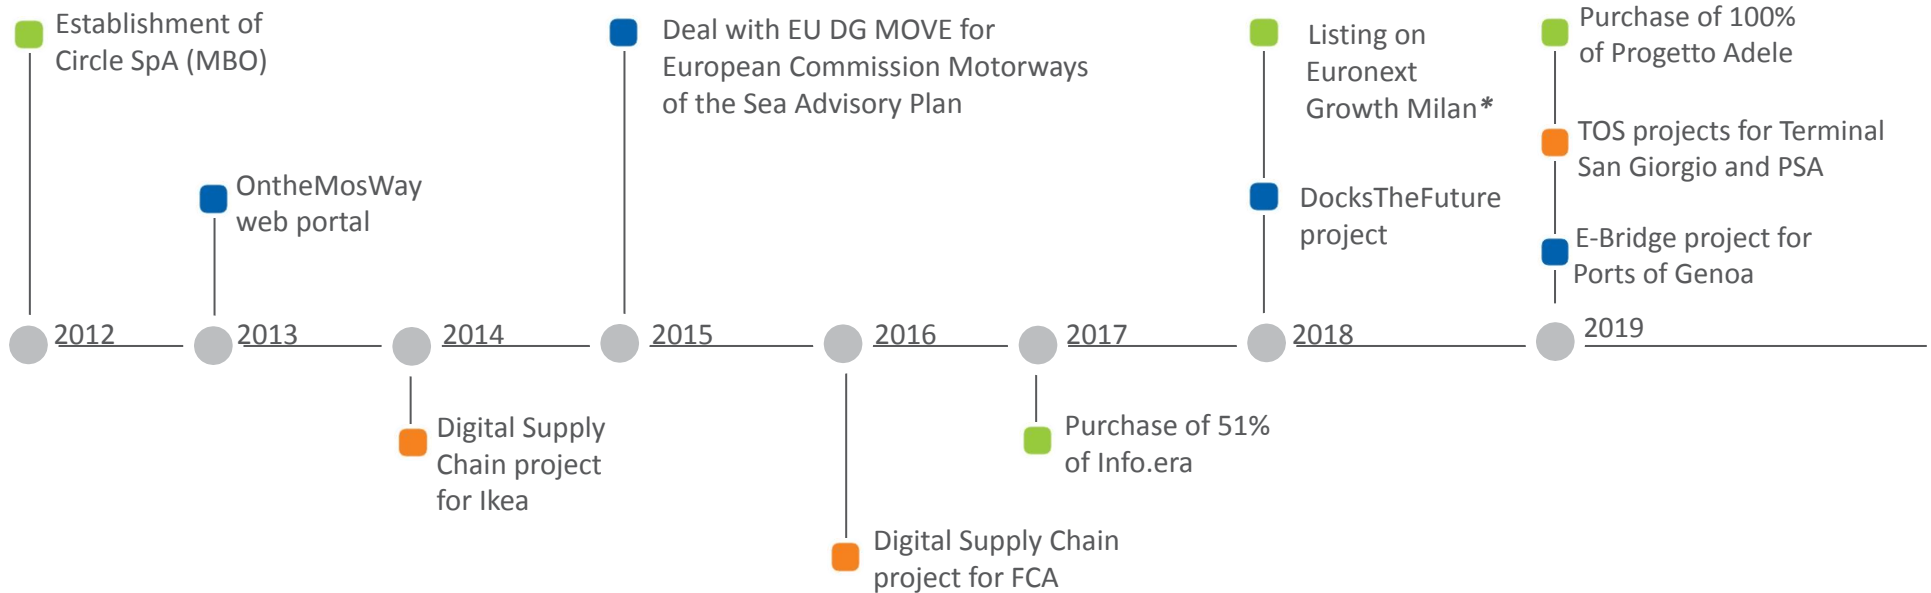 Establishment of
Circle SpA (MBO)
OntheMosWay
web portal
Deal with EU DG MOVE for
European Commission Motorways
of the Sea Advisory Plan
Listing on
Euronext
Growth Milan*
DocksTheFuture
project
Purchase of 100%
of Progetto Adele
TOS projects for Terminal
San Giorgio and PSA
E-Bridge project for
Ports of Genoa
2012
2013
2014
2015
2016
2017
2018
2019
Digital Supply
Chain project
for Ikea
Digital Supply Chain
project for FCA
Purchase of 51%
of Info.era